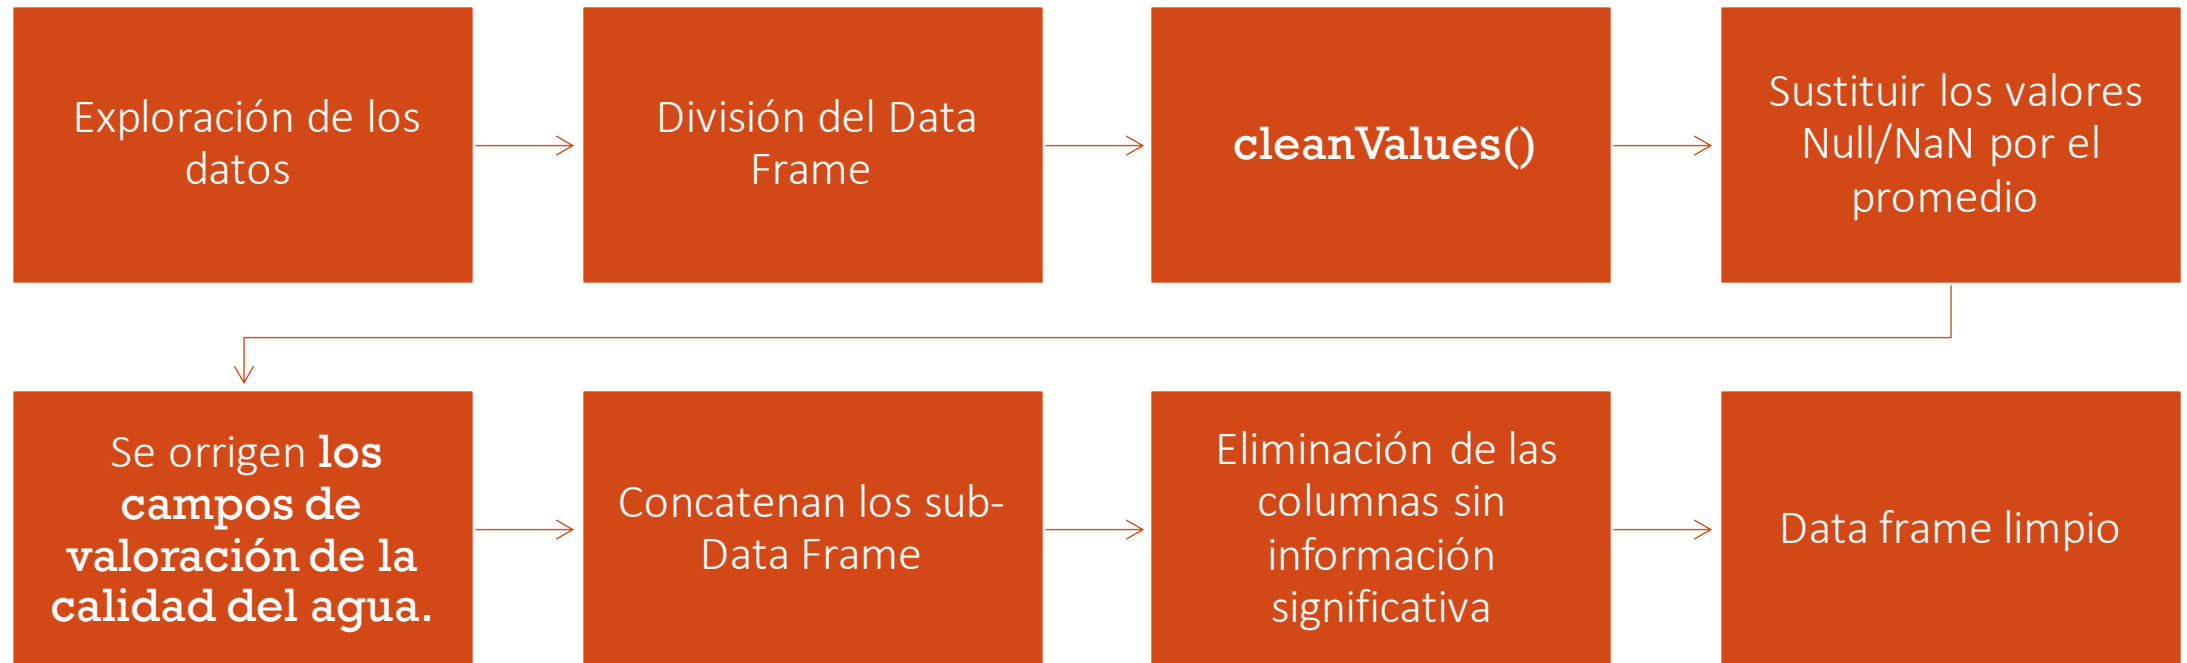 Exploración de los
datos
División del Data
Frame
cleanValues()
Sustituir los valores
Null/NaN por el
promedio
Se orrigen los
campos de
valoración de la
calidad del agua.
Concatenan los sub-
Data Frame
Eliminación de las
columnas sin
información
significativa
Data frame limpio